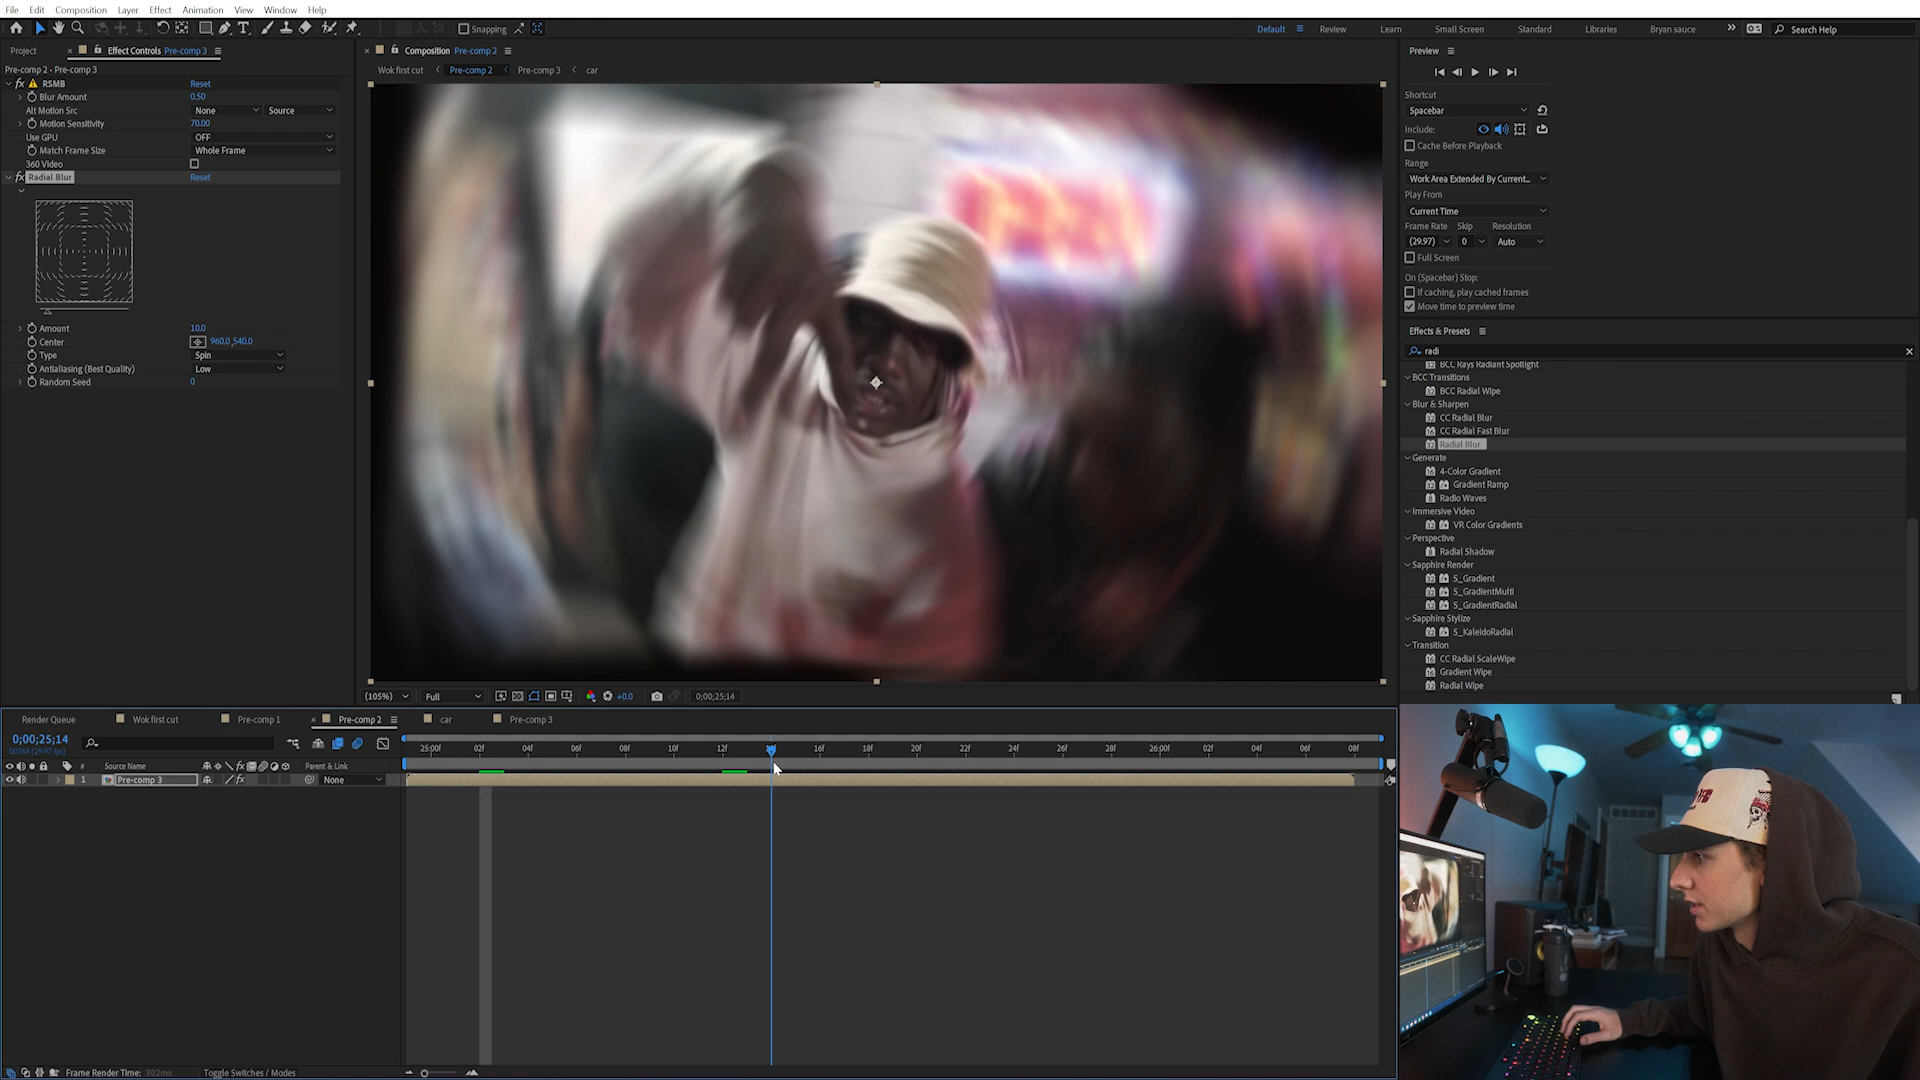 File Edit Composition Layer Effect Animation View Window Help
Snapping
Default Review Learn Small Screen Standard Libraries Bryan sauce Search Help
Project Effect Controls Pre-comp 3
Composition Pre-comp 2
Preview
Pre-comp 2 · Pre-comp 3
Wok first cut Pre-comp 2 Pre-comp 3 car
RSMB Reset
Blur Amount 0.50
Alt Motion Src None Source
Motion Sensitivity 70.00
Use GPU OFF
Match Frame Size Whole Frame
360 Video
Radial Blur Reset
Amount 10.0
Center 960.0,540.0
Type Spin
Antialiasing (Best Quality) Low
Random Seed 0
Shortcut
Spacebar
Include:
Cache Before Playback
Range
Work Area Extended By Current...
Play From
Current Time
Frame Rate Skip Resolution
(29.97) 0 Auto
Full Screen
On (Spacebar) Stop:
If caching, play cached frames
Move time to preview time
Effects & Presets
radi
BCC Rays Radiant Spotlight
BCC Transitions
BCC Radial Wipe
Blur & Sharpen
CC Radial Blur
CC Radial Fast Blur
Radial Blur
Generate
4-Color Gradient
Gradient Ramp
Radio Waves
Immersive Video
VR Color Gradients
Perspective
Radial Shadow
Sapphire Render
S_Gradient
S_GradientMulti
S_GradientRadial
Sapphire Stylize
S_KaleidoRadial
Transition
CC Radial ScaleWipe
Gradient Wipe
Radial Wipe
(105%) Full +0.0 0;00;25;14
Render Queue Wok first cut Pre-comp 1 Pre-comp 2 car Pre-comp 3
0;00;25;14
00764 (29.97 fps)
25:00f 02f 04f 06f 08f 10f 12f 16f 18f 20f 22f 24f 26f 28f 26:00f 02f 04f 06f 08f
# Source Name Parent & Link
1 Pre-comp 3 None
Frame Render Time: 302ms Toggle Switches / Modes